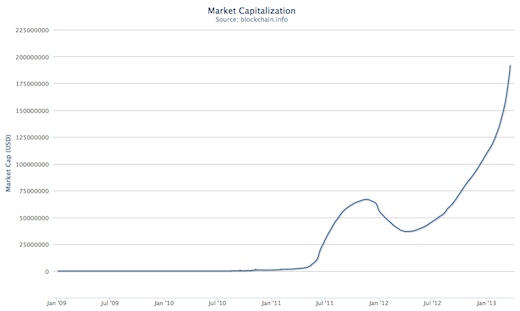 Market Capitalization
Source: blockchain.info
225000000
200000000
175000000
150000000
125000000
100000000
75000000
50000000
25000000
0
Market Cap (USD)
Jan '09
Jul '09
Jan '10
Jul '10
Jan '11
Jul '11
Jan '12
Jul '12
Jan '13